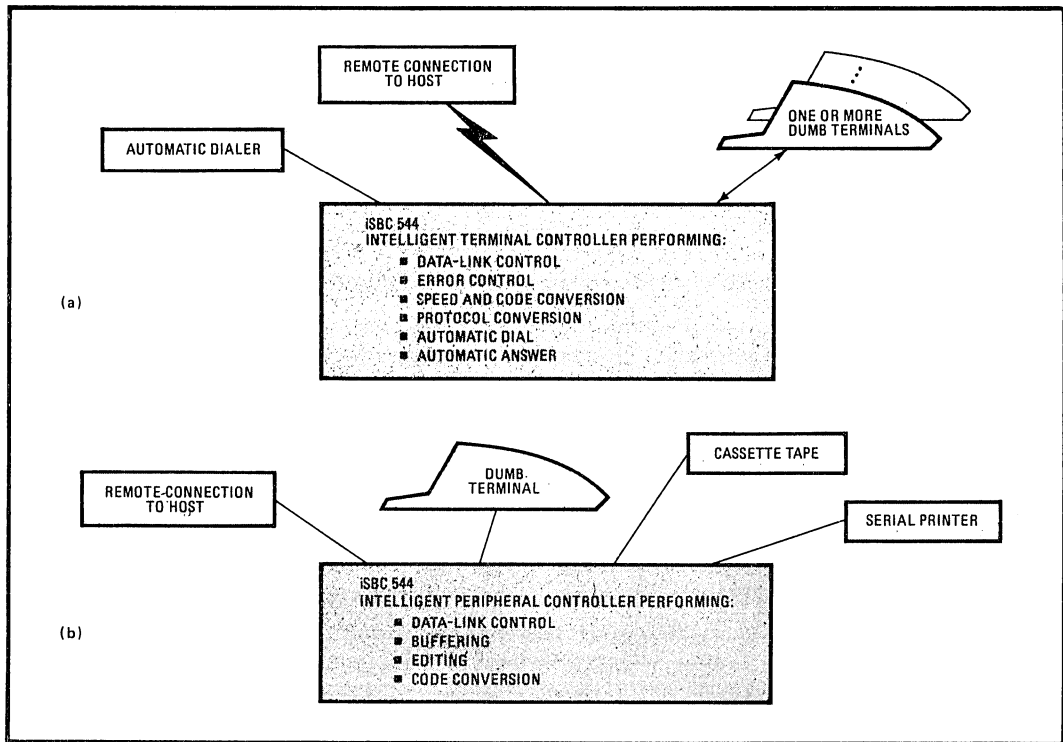 REMOTE CONNECTION
TO HOST
AUTOMATIC DIALER
ONE OR MORE
DUMB TERMINALS
(a)
iSBC 544
INTELLIGENT TERMINAL CONTROLLER PERFORMING:
■ DATA-LINK CONTROL
■ ERROR CONTROL
■ SPEED AND CODE CONVERSION
■ PROTOCOL CONVERSION
■ AUTOMATIC DIAL
■ AUTOMATIC ANSWER
REMOTE-CONNECTION
TO HOST
DUMB
TERMINAL
CASSETTE TAPE
SERIAL PRINTER
(b)
iSBC 544
INTELLIGENT PERIPHERAL CONTROLLER PERFORMING:
■ DATA-LINK CONTROL
■ BUFFERING
■ EDITING
■ CODE CONVERSION